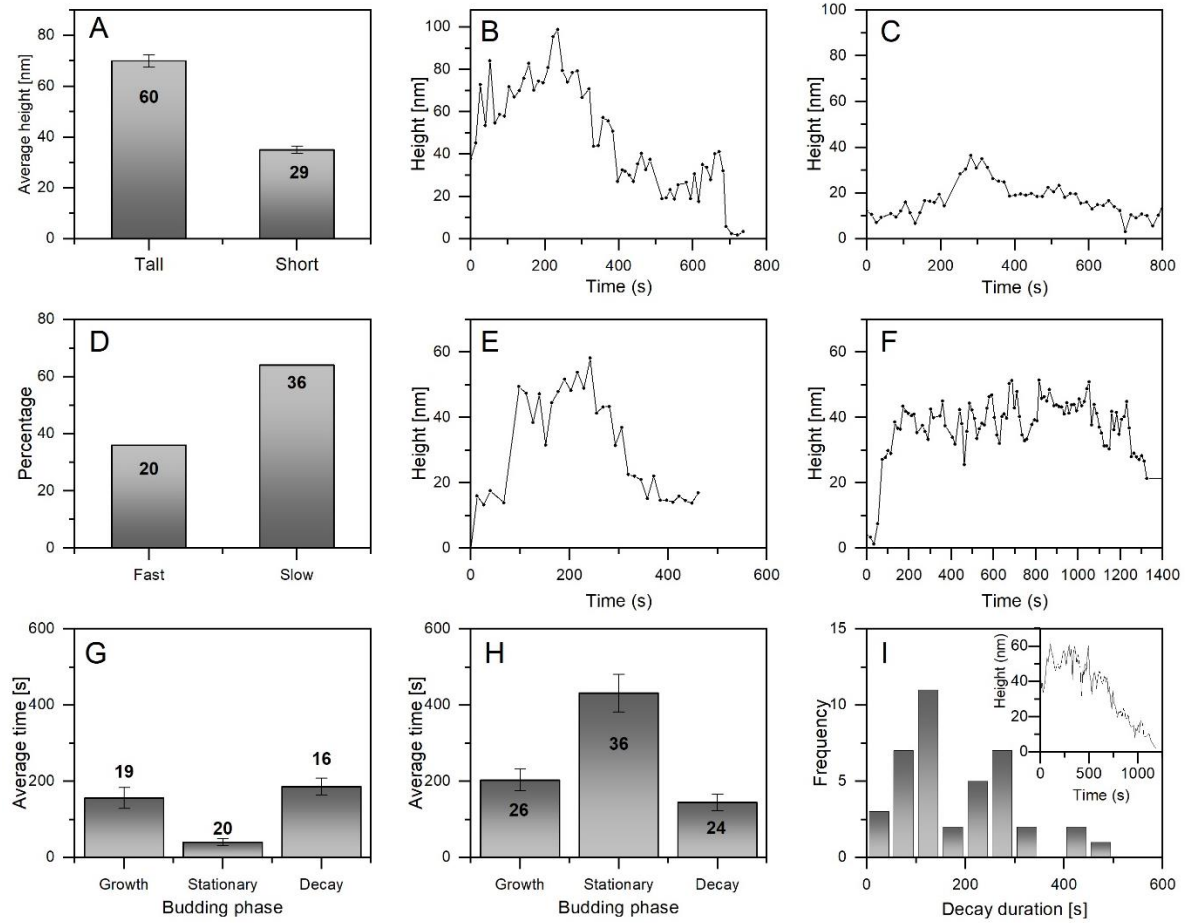 A
Average height [nm]
80
60
40
20
0
60
29
Tall Short
B
Height [nm]
100
80
60
40
20
0
0 200 400 600 800
Time (s)
C
Height [nm]
100
80
60
40
20
0
0 200 400 600 800
Time (s)
D
Percentage
80
60
40
20
0
20
36
Fast Slow
E
Height [nm]
60
40
20
0
0 200 400 600
Time (s)
F
Height [nm]
60
40
20
0
0 200 400 600 800 1000 1200 1400
Time (s)
G
Average time [s]
600
400
200
0
19
20
16
Growth Stationary Decay
Budding phase
H
Average time [s]
600
400
200
0
26
36
24
Growth Stationary Decay
Budding phase
I
Frequency
15
10
5
0
0 200 400 600
Decay duration [s]
Height (nm)
60
40
20
0
0 500 1000
Time (s)